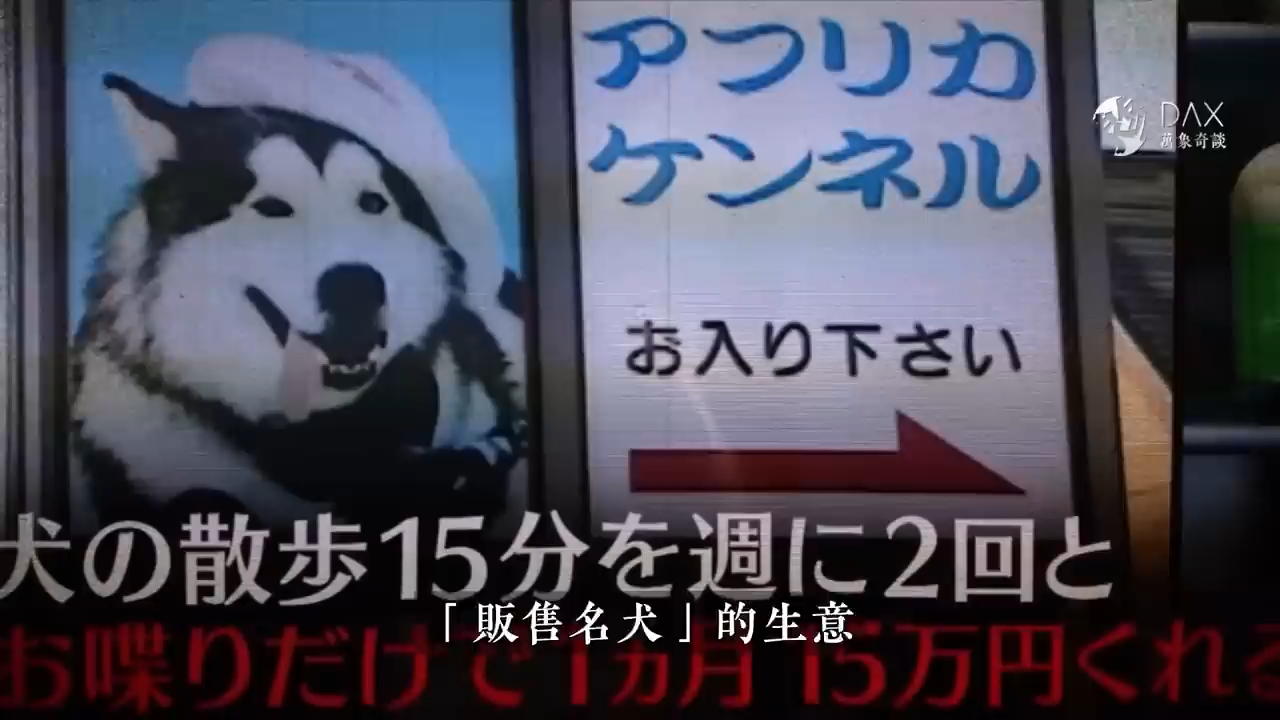 アフリカ
ケンネル
お入り下さい
DAX
萬象奇談
犬の散歩15分を週に2回と
「販售名犬」的生意
お喋りだけで1ヵ月15万円くれる